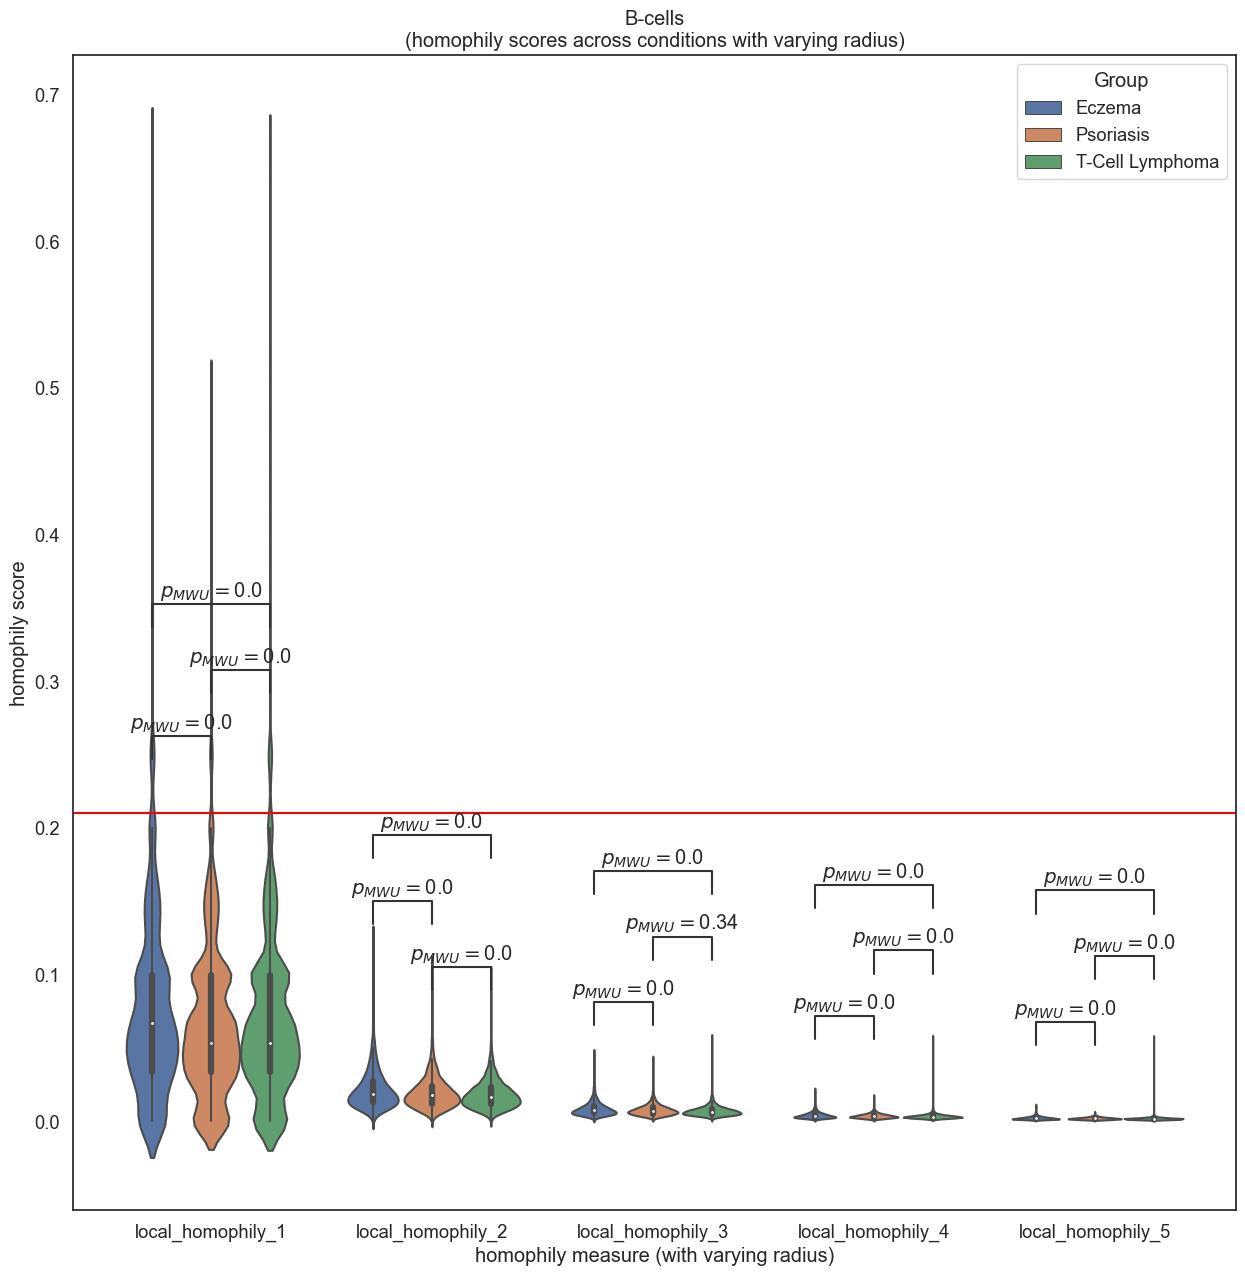 B-cells
(homophily scores across conditions with varying radius)
Group
Eczema
Psoriasis
T-Cell Lymphoma
homophily score
0.7
0.6
0.5
0.4
0.3
0.2
0.1
0.0
p_MWU = 0.0
p_MWU = 0.0
p_MWU = 0.0
p_MWU = 0.0
p_MWU = 0.0
p_MWU = 0.0
p_MWU = 0.0
p_MWU = 0.34
p_MWU = 0.0
p_MWU = 0.0
p_MWU = 0.0
p_MWU = 0.0
p_MWU = 0.0
p_MWU = 0.0
p_MWU = 0.0
local_homophily_1
local_homophily_2
local_homophily_3
local_homophily_4
local_homophily_5
homophily measure (with varying radius)